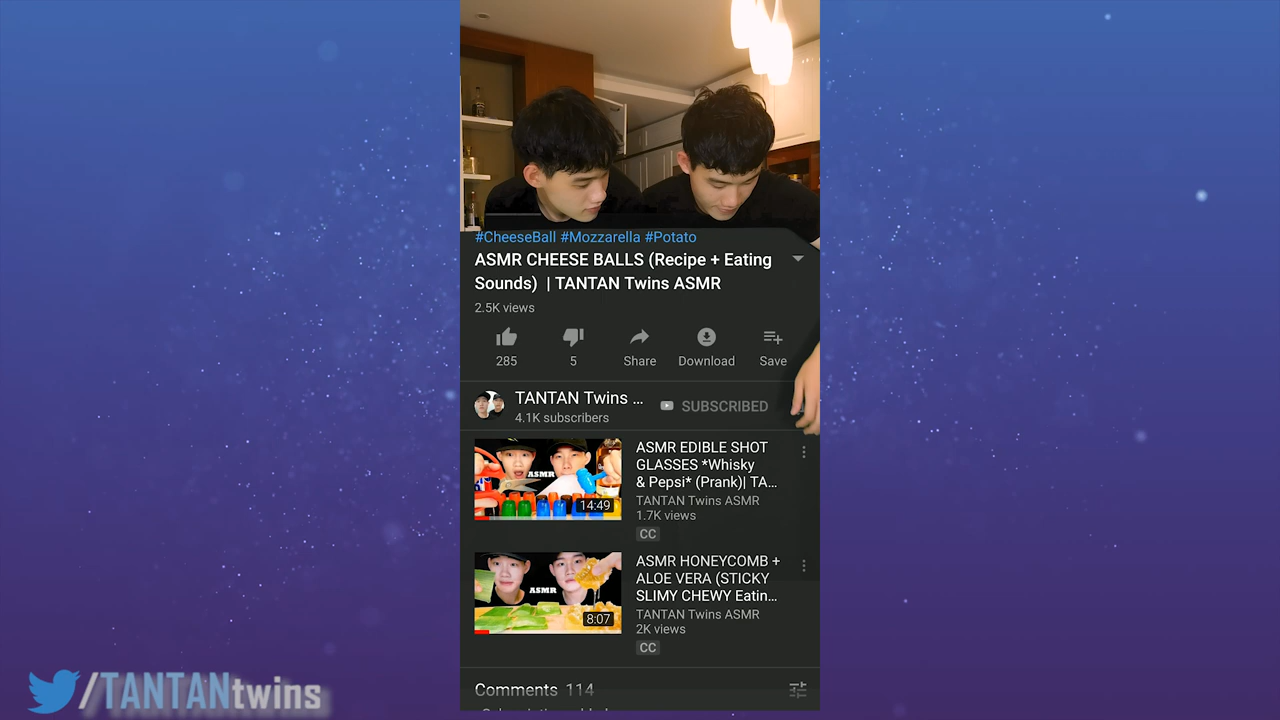 #CheeseBall #Mozzarella #Potato
ASMR CHEESE BALLS (Recipe + Eating
Sounds) | TANTAN Twins ASMR
2.5K views
285
5
Share
Download
Save
TANTAN Twins ...
SUBSCRIBED
4.1K subscribers
ASMR
14:49
ASMR EDIBLE SHOT
GLASSES *Whisky
& Pepsi* (Prank)| TA...
TANTAN Twins ASMR
1.7K views
CC
ASMR
8:07
ASMR HONEYCOMB +
ALOE VERA (STICKY
SLIMY CHEWY Eatin...
TANTAN Twins ASMR
2K views
CC
Comments 114
/TANTANtwins